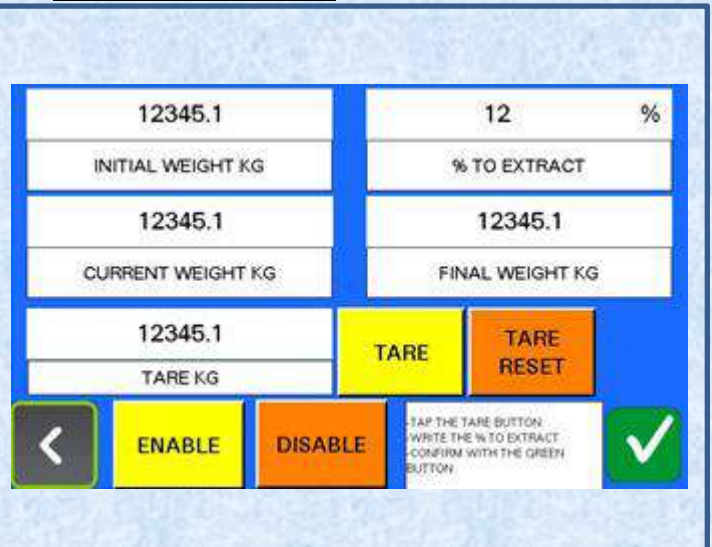 12345.1
INITIAL WEIGHT KG
12 %
% TO EXTRACT
12345.1
CURRENT WEIGHT KG
12345.1
FINAL WEIGHT KG
12345.1
TARE KG
TARE
TARE
RESET
ENABLE
DISABLE
-TAP THE TARE BUTTON
-WRITE THE % TO EXTRACT
-CONFIRM WITH THE GREEN
BUTTON